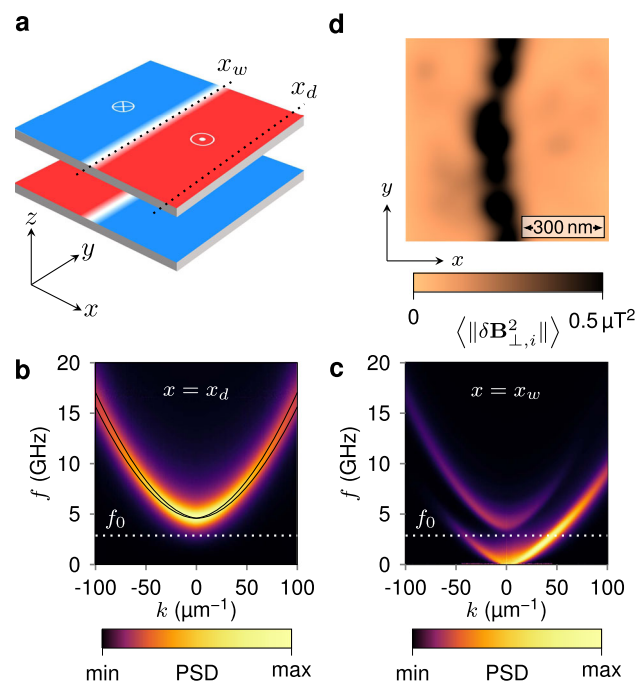 a
x_w
x_d
z
y
x
d
y
x
300 nm
0
0.5 µT²
⟨‖δB²⊥,i‖⟩
b
20
15
10
5
0
f (GHz)
x = x_d
f₀
-100
-50
0
50
100
k (µm⁻¹)
min
PSD
max
c
20
15
10
5
0
f (GHz)
x = x_w
f₀
-100
-50
0
50
100
k (µm⁻¹)
min
PSD
max